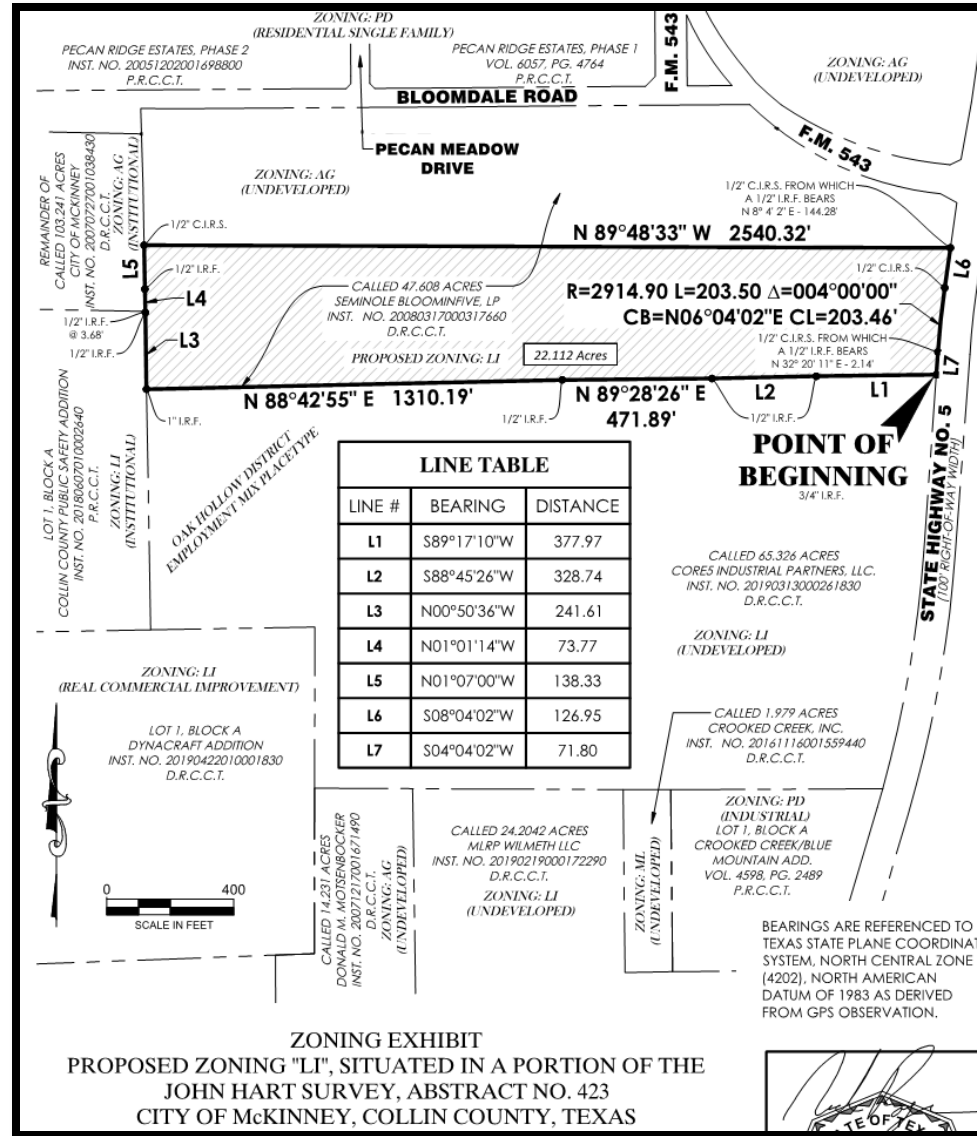 ZONING: PD
(RESIDENTIAL SINGLE FAMILY)
PECAN RIDGE ESTATES, PHASE 2
INST. NO. 20051202001698800
P.R.C.C.T.
PECAN RIDGE ESTATES, PHASE 1
VOL. 6057, PG. 4764
P.R.C.C.T.
F.M. 543
ZONING: AG
(UNDEVELOPED)
BLOOMDALE ROAD
F.M. 543
PECAN MEADOW
DRIVE
ZONING: AG
(UNDEVELOPED)
REMAINDER OF
CALLED 103.241 ACRES
CITY OF MCKINNEY
INST. NO. 20070727001038430
D.R.C.C.T.
ZONING: AG
(INSTITUTIONAL)
1/2" C.I.R.S. FROM WHICH
A 1/2" I.R.F. BEARS
N 8° 4' 2" E - 144.28'
1/2" C.I.R.S.
N 89°48'33" W 2540.32'
L5
L6
1/2" I.R.F.
L4
1/2" I.R.F.
@ 3.68'
1/2" I.R.F.
L3
CALLED 47.608 ACRES
SEMINOLE BLOOMINFIVE, LP
INST. NO. 20080317000317660
D.R.C.C.T.
PROPOSED ZONING: LI
22.112 Acres
1/2" C.I.R.S.
R=2914.90 L=203.50 Δ=004°00'00"
CB=N06°04'02"E CL=203.46'
1/2" C.I.R.S. FROM WHICH
A 1/2" I.R.F. BEARS
N 32° 20' 11" E - 2.14'
L7
1" I.R.F.
N 88°42'55" E 1310.19'
1/2" I.R.F.
N 89°28'26" E
471.89'
L2
1/2" I.R.F.
L1
POINT OF
BEGINNING
3/4" I.R.F.
STATE HIGHWAY NO. 5
(100' RIGHT-OF-WAY WIDTH)
LOT 1, BLOCK A
COLLIN COUNTY PUBLIC SAFETY ADDITION
INST. NO. 20180607010002640
P.R.C.C.T.
ZONING: LI
(INSTITUTIONAL)
OAK HOLLOW DISTRICT
EMPLOYMENT MIX PLACETYPE
LINE TABLE
LINE # BEARING DISTANCE
L1 S89°17'10"W 377.97
L2 S88°45'26"W 328.74
L3 N00°50'36"W 241.61
L4 N01°01'14"W 73.77
L5 N01°07'00"W 138.33
L6 S08°04'02"W 126.95
L7 S04°04'02"W 71.80
CALLED 65.326 ACRES
CORE5 INDUSTRIAL PARTNERS, LLC.
INST. NO. 20190313000261830
D.R.C.C.T.
ZONING: LI
(UNDEVELOPED)
ZONING: LI
(REAL COMMERCIAL IMPROVEMENT)
LOT 1, BLOCK A
DYNACRAFT ADDITION
INST. NO. 20190422010001830
D.R.C.C.T.
CALLED 1.979 ACRES
CROOKED CREEK, INC.
INST. NO. 20161116001559440
D.R.C.C.T.
0 400
SCALE IN FEET
CALLED 14.231 ACRES
DONALD M. MOTSENBOCKER
INST. NO. 20071217001671490
D.R.C.C.T.
ZONING: AG
(UNDEVELOPED)
CALLED 24.2042 ACRES
MLRP WILMETH LLC
INST. NO. 20190219000172290
D.R.C.C.T.
ZONING: LI
(UNDEVELOPED)
ZONING: ML
(UNDEVELOPED)
ZONING: PD
(INDUSTRIAL)
LOT 1, BLOCK A
CROOKED CREEK/BLUE
MOUNTAIN ADD.
VOL. 4598, PG. 2489
P.R.C.C.T.
BEARINGS ARE REFERENCED TO
TEXAS STATE PLANE COORDINAT
SYSTEM, NORTH CENTRAL ZONE
(4202), NORTH AMERICAN
DATUM OF 1983 AS DERIVED
FROM GPS OBSERVATION.
ZONING EXHIBIT
PROPOSED ZONING "LI", SITUATED IN A PORTION OF THE
JOHN HART SURVEY, ABSTRACT NO. 423
CITY OF McKINNEY, COLLIN COUNTY, TEXAS
TE OF TEX